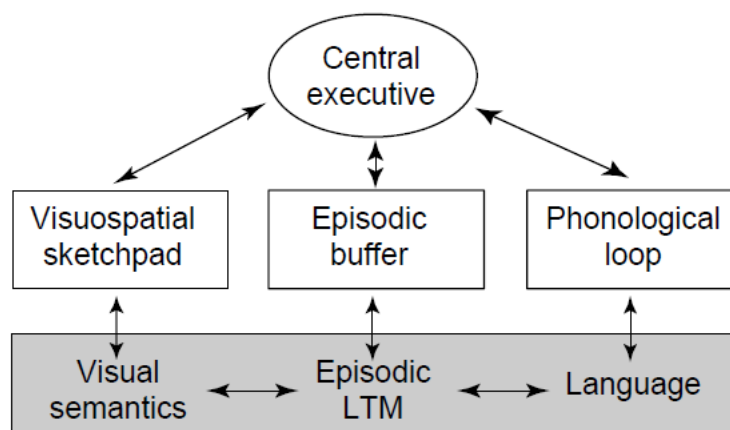 Central
executive
Visuospatial
sketchpad
Episodic
buffer
Phonological
loop
Visual
semantics
Episodic
LTM
Language